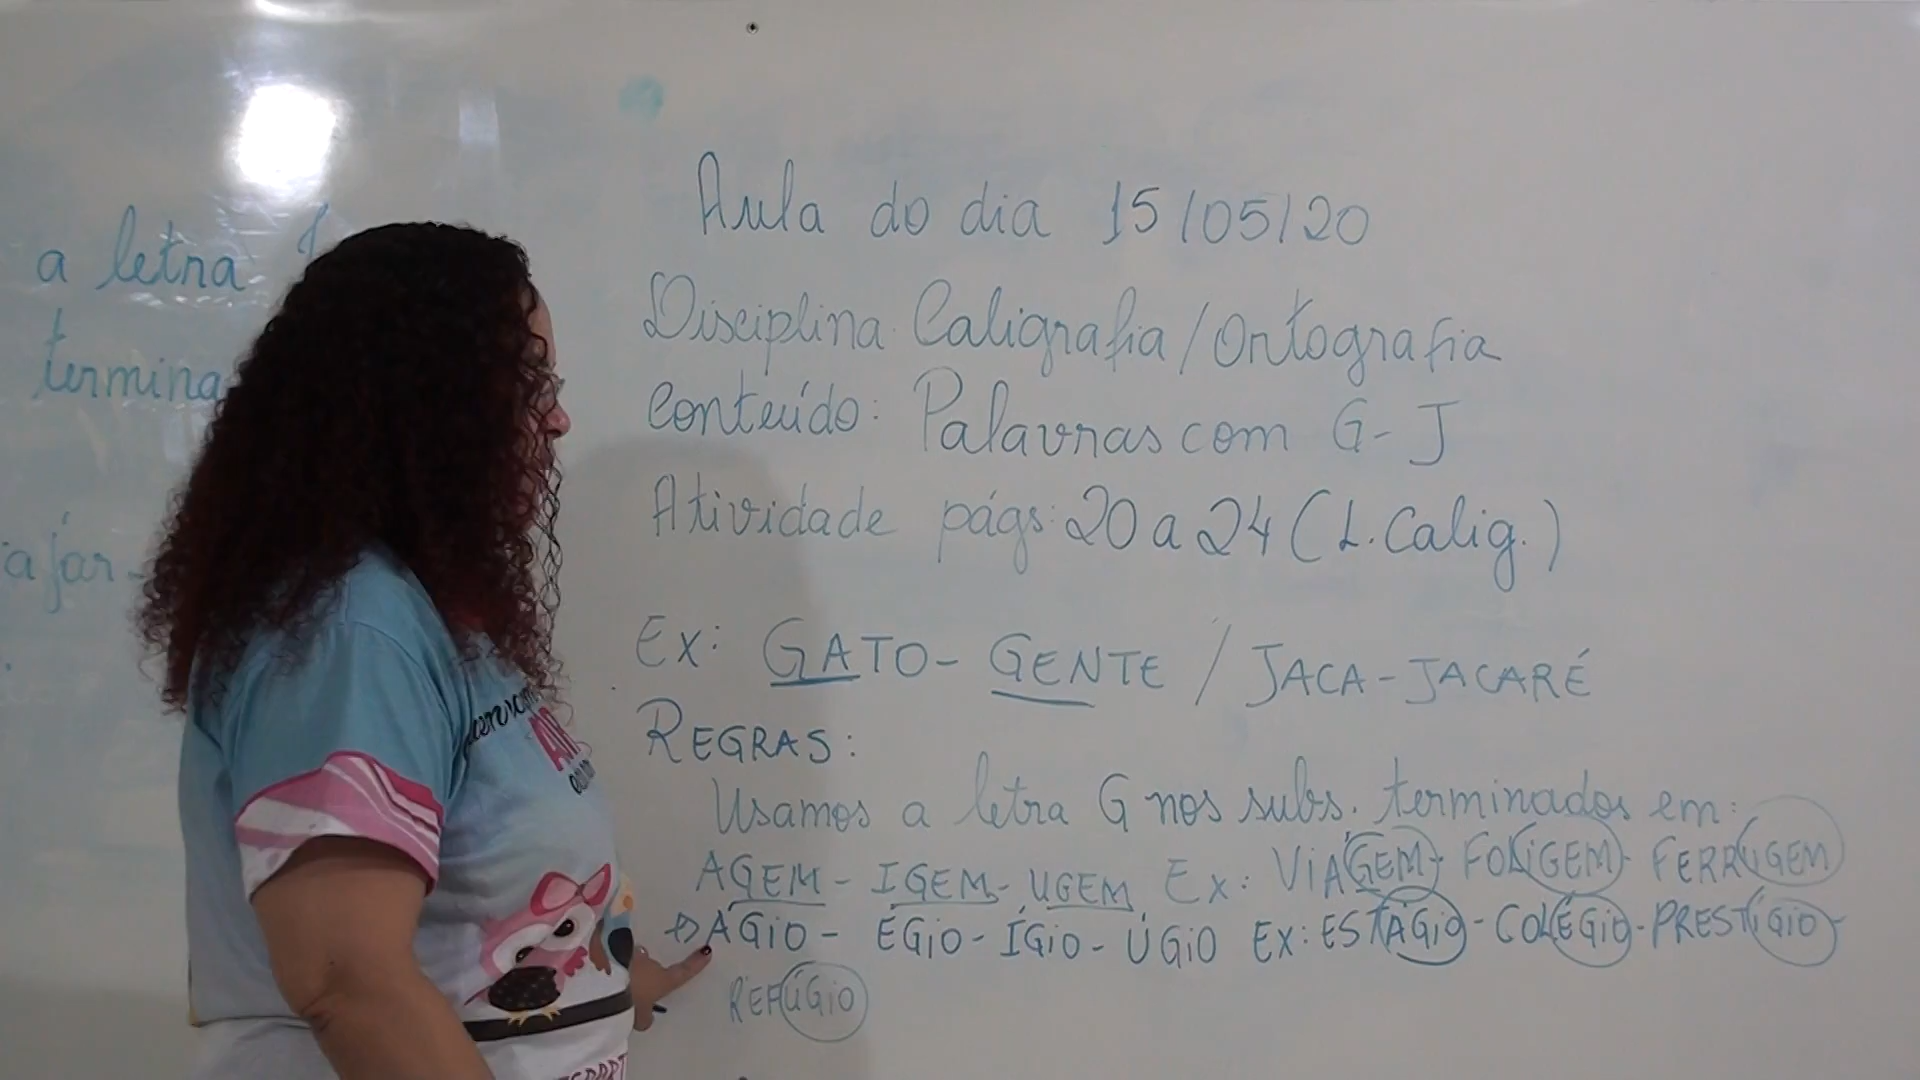 a letra J
termina
ajar -
Aula do dia 15/05/20
Disciplina: Caligrafia/Ortografia
Conteúdo: Palavras com G - J
Atividade págs: 20 a 24 (L. Calig.)
Ex: GATO - GENTE / JACA - JACARÉ
REGRAS:
Usamos a letra G nos subs. terminados em:
AGEM - IGEM - UGEM Ex: VIAGEM - FOLIGEM - FERRUGEM
⇨ ÁGIO - ÉGIO - ÍGIO - ÚGIO EX: ESTÁGIO - COLÉGIO - PRESTÍGIO -
REFÚGIO